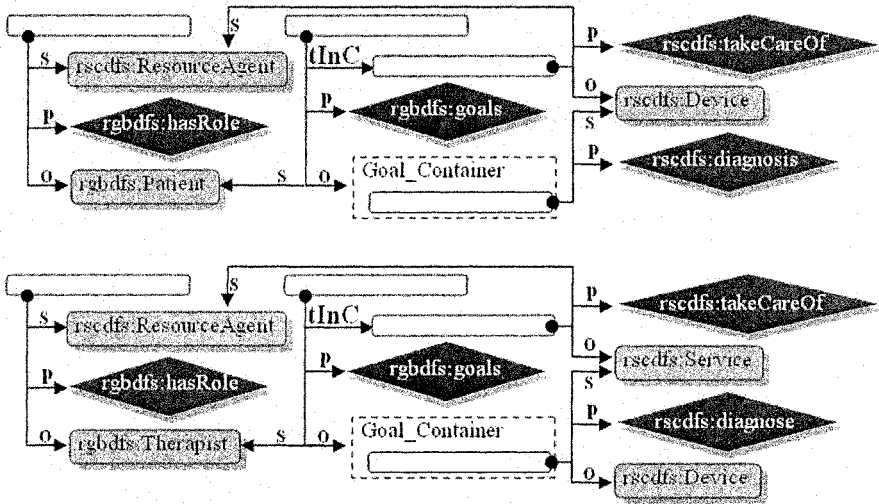 s
p
rscdfs:takeCareOf
s
rscdfs:ResourceAgent
tInC
o
rscdfs:Device
p
rgbdfs:hasRole
p
rgbdfs:goals
s
p
rscdfs:diagnosis
o
rgbdfs:Patient
s
o
Goal_Container
s
p
rscdfs:takeCareOf
s
rscdfs:ResourceAgent
tInC
o
rscdfs:Service
p
rgbdfs:hasRole
p
rgbdfs:goals
s
p
rscdfs:diagnose
o
rgbdfs:Therapist
s
o
Goal_Container
o
rscdfs:Device